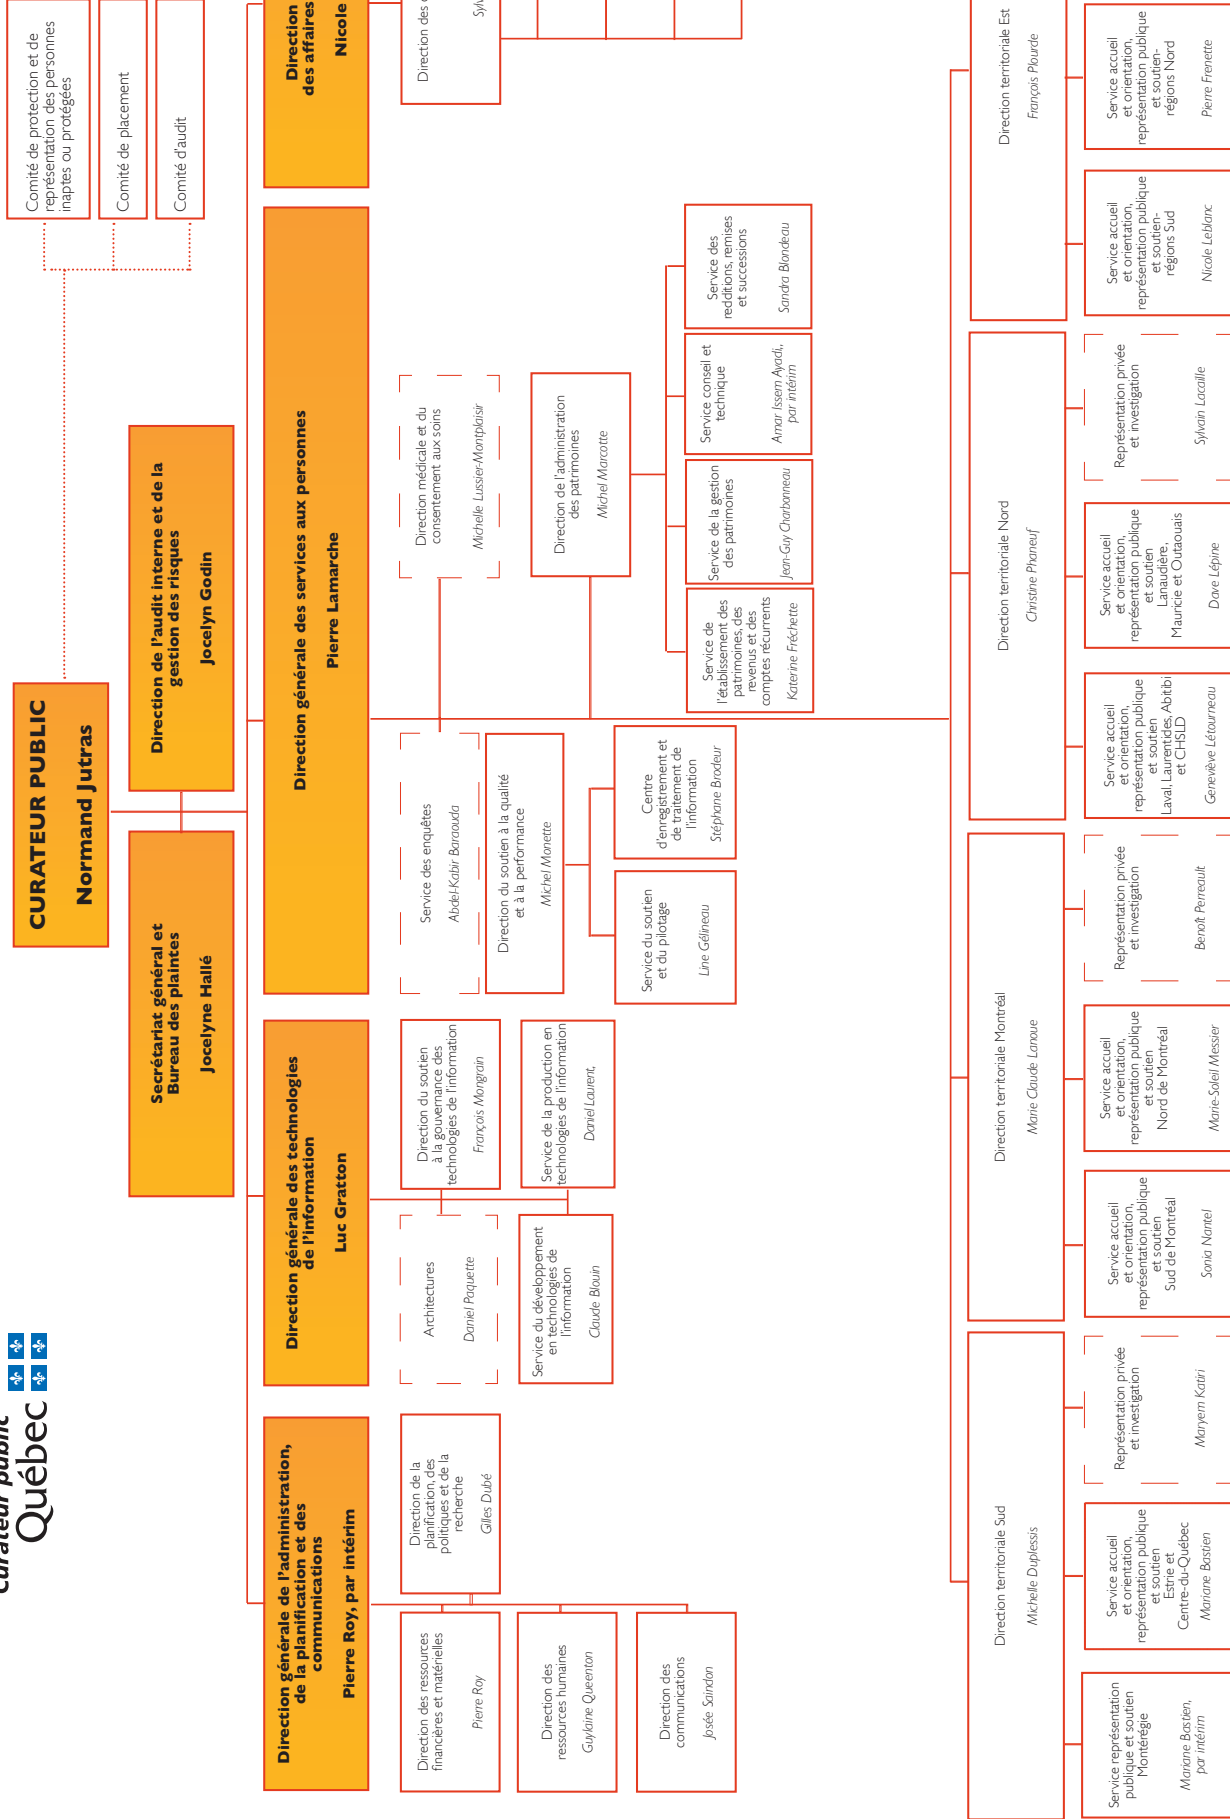 Curateur public
Québec
CURATEUR PUBLIC
Normand Jutras
Comité de protection et de
représentation des personnes
inaptes ou protégées
Comité de placement
Comité d'audit
Secrétariat général et
Bureau des plaintes
Jocelyne Hallé
Direction de l'audit interne et de la
gestion des risques
Jocelyn Godin
Direction générale de l'administration,
de la planification et des
communications
Pierre Roy, par intérim
Direction générale des technologies
de l'information
Luc Gratton
Direction générale des services aux personnes
Pierre Lamarche
Direction
des affaires
Nicole
Direction des ressources
financières et matérielles
Pierre Roy
Direction de la
planification, des
politiques et de la
recherche
Gilles Dubé
Direction des
ressources humaines
Guylaine Queenton
Direction des
communications
Josée Saindon
Architectures
Daniel Paquette
Direction du soutien
à la gouvernance des
technologies de l'information
François Mongrain
Service du développement
en technologies de
l'information
Claude Blouin
Service de la production en
technologies de l'information
Daniel Laurent,
Service des enquêtes
Abdel-Kabir Baraouda
Direction médicale et du
consentement aux soins
Michelle Lussier-Montplaisir
Direction du soutien à la qualité
et à la performance
Michel Monette
Service du soutien
et du pilotage
Line Gélineau
Centre
d'enregistrement et
de traitement de
l'information
Stéphane Brodeur
Direction de l'administration
des patrimoines
Michel Marcotte
Service de
l'établissement des
patrimoines, des
revenus et des
comptes récurrents
Katerine Fréchette
Service de la gestion
des patrimoines
Jean-Guy Charbonneau
Service conseil et
technique
Amar Issem Ayadi,,
par intérim
Service des
redditions, remises
et successions
Sandra Blondeau
Direction des
Sylv
Direction territoriale Sud
Michelle Duplessis
Direction territoriale Montréal
Marie Claude Lanoue
Direction territoriale Nord
Christine Phaneuf
Direction territoriale Est
François Plourde
Service représentation
publique et soutien
Montérégie
Mariane Bastien,
par intérim
Service accueil
et orientation,
représentation publique
et soutien
Estrie et
Centre-du-Québec
Mariane Bastien
Représentation privée
et investigation
Maryem Katiri
Service accueil
et orientation,
représentation publique
et soutien
Sud de Montréal
Sonia Nantel
Service accueil
et orientation,
représentation publique
et soutien
Nord de Montréal
Marie-Soleil Messier
Représentation privée
et investigation
Benoît Perreault
Service accueil
et orientation,
représentation publique
et soutien
Laval, Laurentides, Abitibi
et CHSLD
Geneviève Létourneau
Service accueil
et orientation,
représentation publique
et soutien
Lanaudière,
Mauricie et Outaouais
Dave Lépine
Représentation privée
et investigation
Sylvain Lacaille
Service accueil
et orientation,
représentation publique
et soutien-
régions Sud
Nicole Leblanc
Service accueil
et orientation,
représentation publique
et soutien-
régions Nord
Pierre Frenette